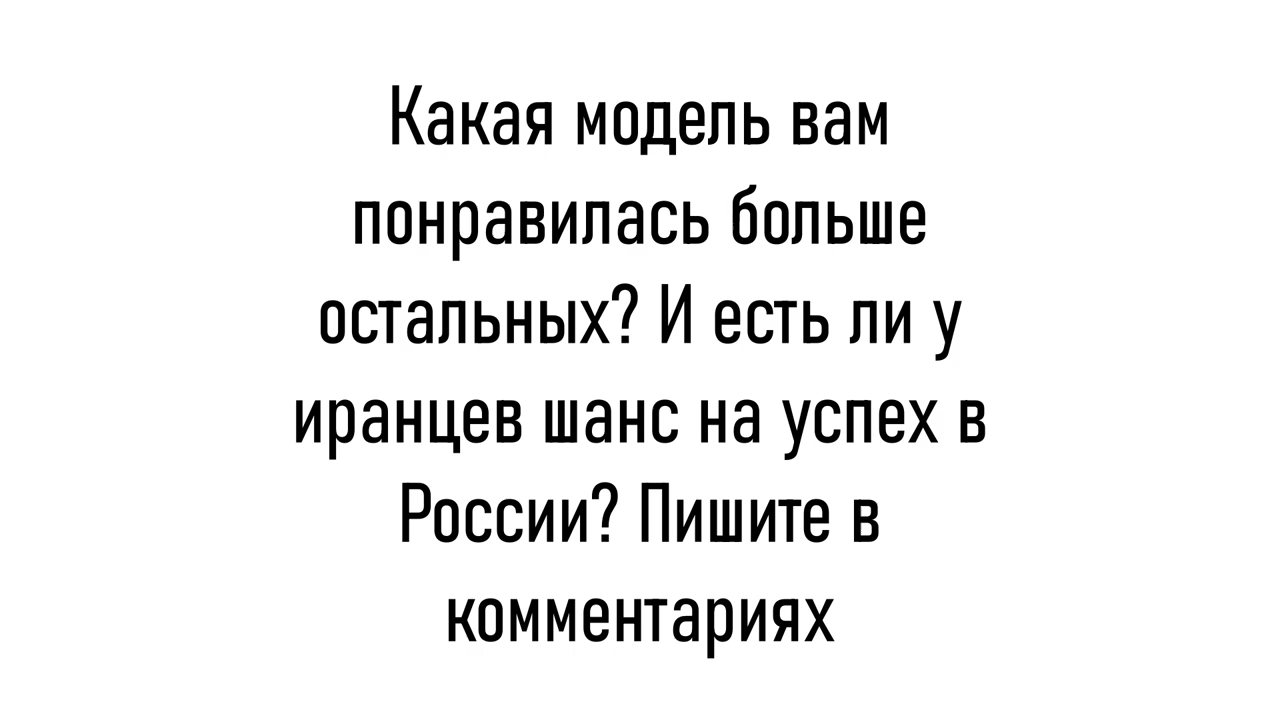 Какая модель вам
понравилась больше
остальных? И есть ли у
иранцев шанс на успех в
России? Пишите в
комментариях